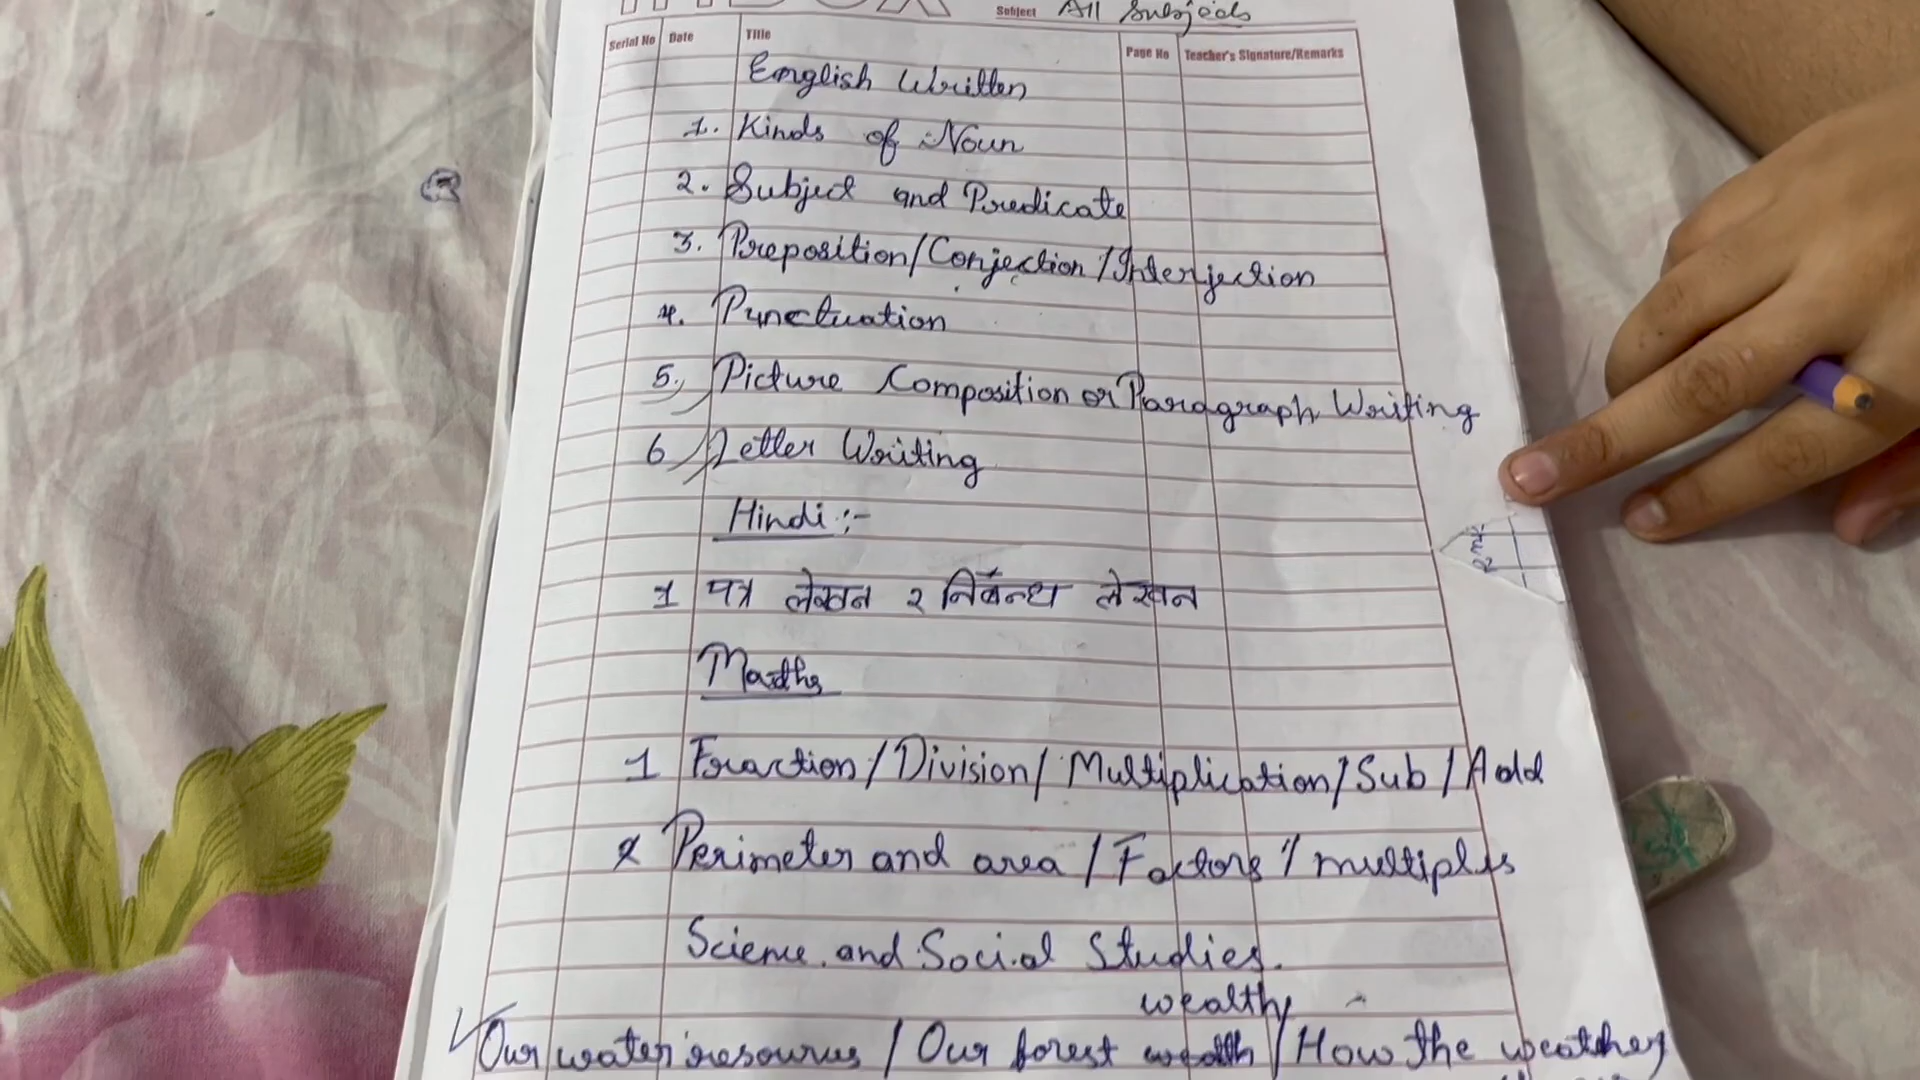 Subject All Subjects
Serial No Date Title Page No Teacher's Signature/Remarks
English Written
1. Kinds of Noun
2. Subject and Predicate
3. Preposition/Conjection/Interjection
4. Punctuation
5. Picture Composition or Paragraph Writing
6 Letter Writing
Hindi :-
1 पत्र लेखन २ निबन्ध लेखन
Maths
1 Fraction/Division/Multiplication/Sub/Add
2 Perimeter and area/Factors/multiples
Science and Social Studies.
wealth
Our water resources/Our forest wealth/How the weather